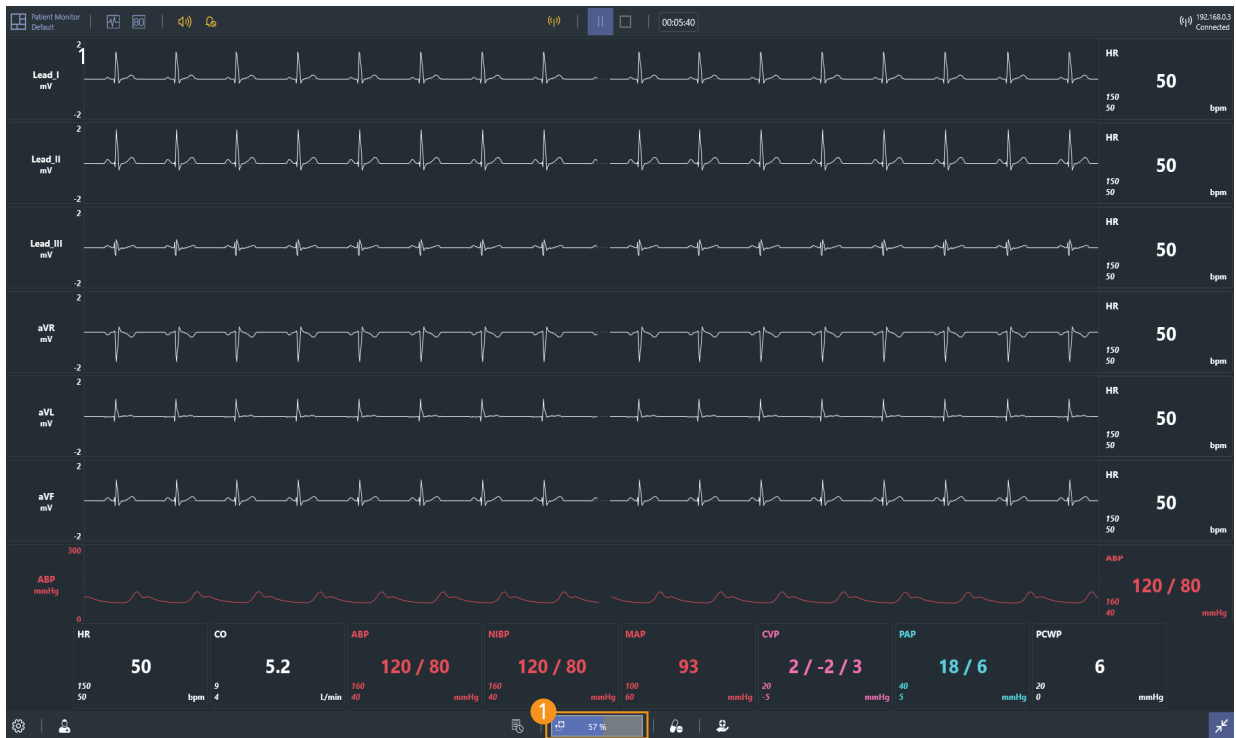 Patient Monitor
Default
80
00:05:40
192.168.0.3
Connected
2
1
Lead_I
mV
-2
HR
50
150
50
bpm
2
Lead_II
mV
-2
HR
50
150
50
bpm
2
Lead_III
mV
-2
HR
50
150
50
bpm
2
aVR
mV
-2
HR
50
150
50
bpm
2
aVL
mV
-2
HR
50
150
50
bpm
2
aVF
mV
-2
HR
50
150
50
bpm
300
ABP
mmHg
0
ABP
120 / 80
160
40
mmHg
HR
50
150
50
bpm
CO
5.2
9
4
L/min
ABP
120 / 80
160
40
mmHg
NIBP
120 / 80
160
40
mmHg
MAP
93
100
60
mmHg
CVP
2 / -2 / 3
20
-5
mmHg
PAP
18 / 6
40
5
mmHg
PCWP
6
20
0
mmHg
1
57 %